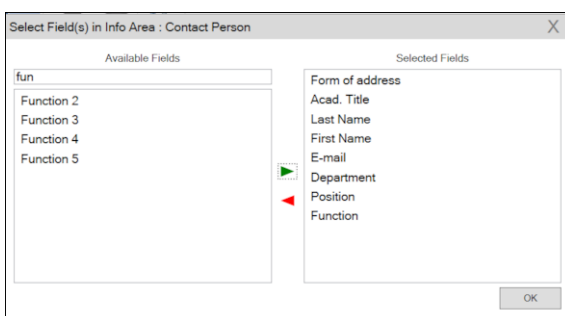 Select Field(s) in Info Area : Contact Person X
Available Fields
fun
Function 2
Function 3
Function 4
Function 5
Selected Fields
Form of address
Acad. Title
Last Name
First Name
E-mail
Department
Position
Function
OK